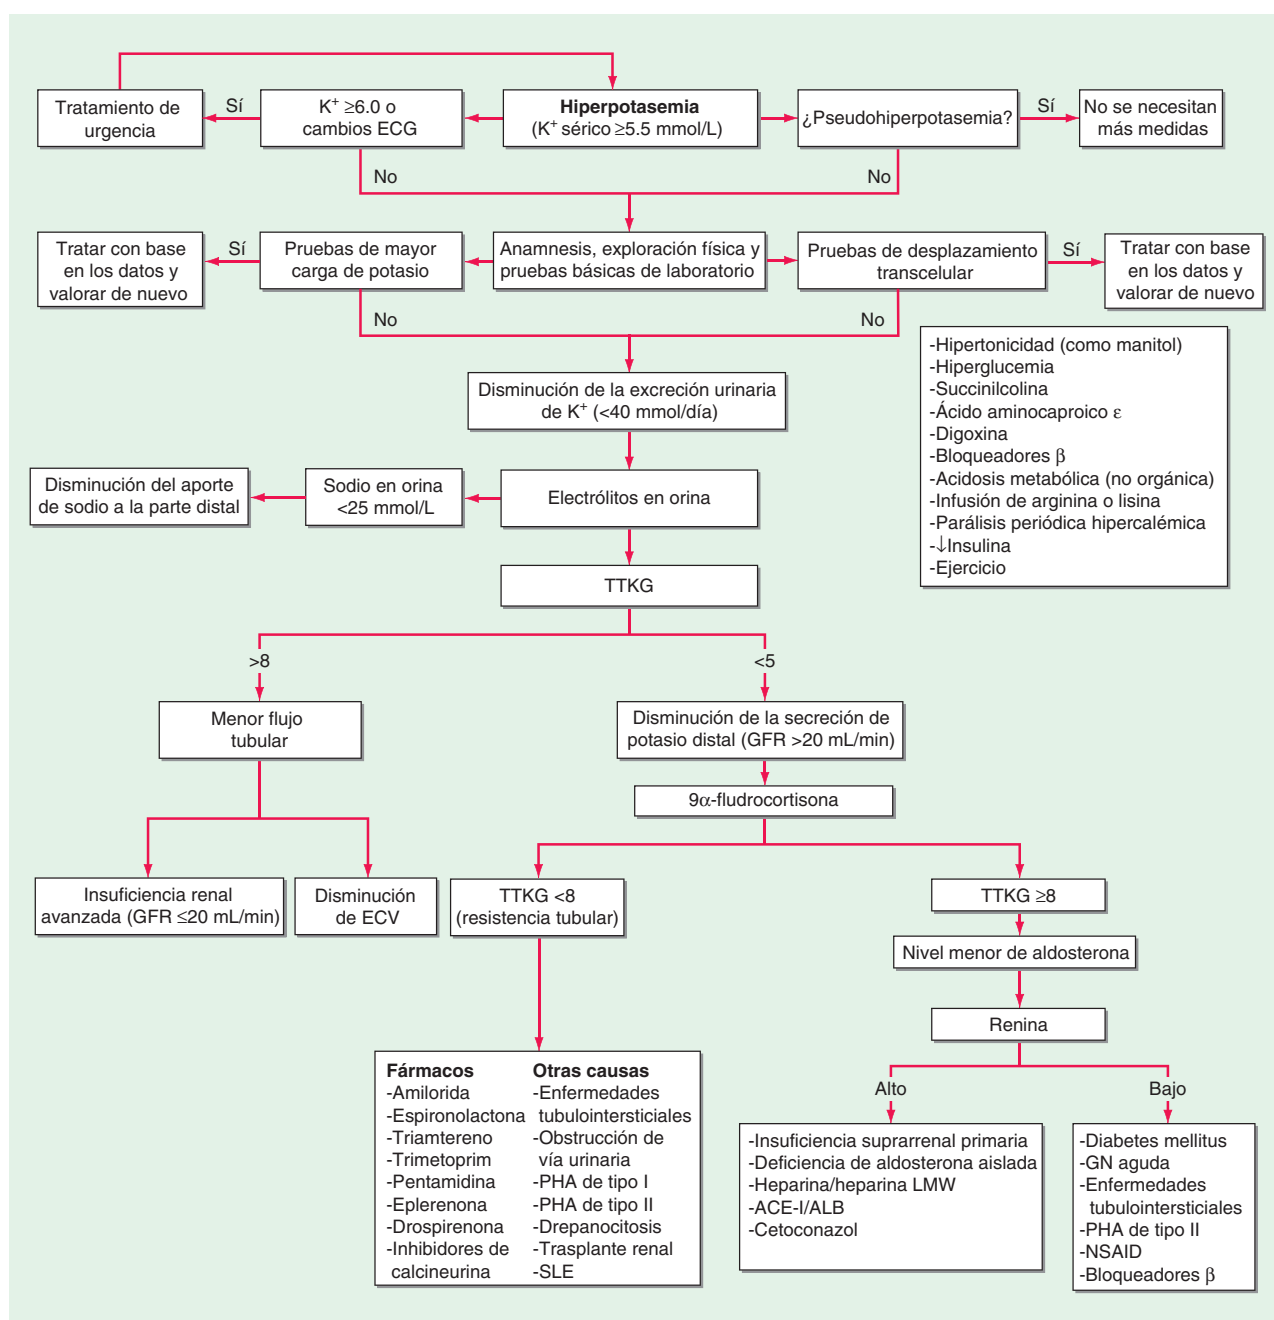 Tratamiento de
urgencia
Sí
K+ ≥6.0 o
cambios ECG
Hiperpotasemia
(K+ sérico ≥5.5 mmol/L)
¿Pseudohiperpotasemia?
Sí
No se necesitan
más medidas
No
No
Tratar con base
en los datos y
valorar de nuevo
Sí
Pruebas de mayor
carga de potasio
Anamnesis, exploración física y
pruebas básicas de laboratorio
Pruebas de desplazamiento
transcelular
Sí
Tratar con base
en los datos y
valorar de nuevo
No
No
-Hipertonicidad (como manitol)
-Hiperglucemia
-Succinilcolina
-Ácido aminocaproico ε
-Digoxina
-Bloqueadores β
-Acidosis metabólica (no orgánica)
-Infusión de arginina o lisina
-Parálisis periódica hipercalémica
-↓Insulina
-Ejercicio
Disminución de la excreción urinaria
de K+ (<40 mmol/día)
Disminución del aporte
de sodio a la parte distal
Sodio en orina
<25 mmol/L
Electrólitos en orina
TTKG
>8
<5
Menor flujo
tubular
Disminución de la secreción de
potasio distal (GFR >20 mL/min)
9α-fludrocortisona
Insuficiencia renal
avanzada (GFR ≤20 mL/min)
Disminución
de ECV
TTKG <8
(resistencia tubular)
TTKG ≥8
Nivel menor de aldosterona
Renina
Alto
Bajo
Fármacos
-Amilorida
-Espironolactona
-Triamtereno
-Trimetoprim
-Pentamidina
-Eplerenona
-Drospirenona
-Inhibidores de
calcineurina
Otras causas
-Enfermedades
tubulointersticiales
-Obstrucción de
vía urinaria
-PHA de tipo I
-PHA de tipo II
-Drepanocitosis
-Trasplante renal
-SLE
-Insuficiencia suprarrenal primaria
-Deficiencia de aldosterona aislada
-Heparina/heparina LMW
-ACE-I/ALB
-Cetoconazol
-Diabetes mellitus
-GN aguda
-Enfermedades
tubulointersticiales
-PHA de tipo II
-NSAID
-Bloqueadores β